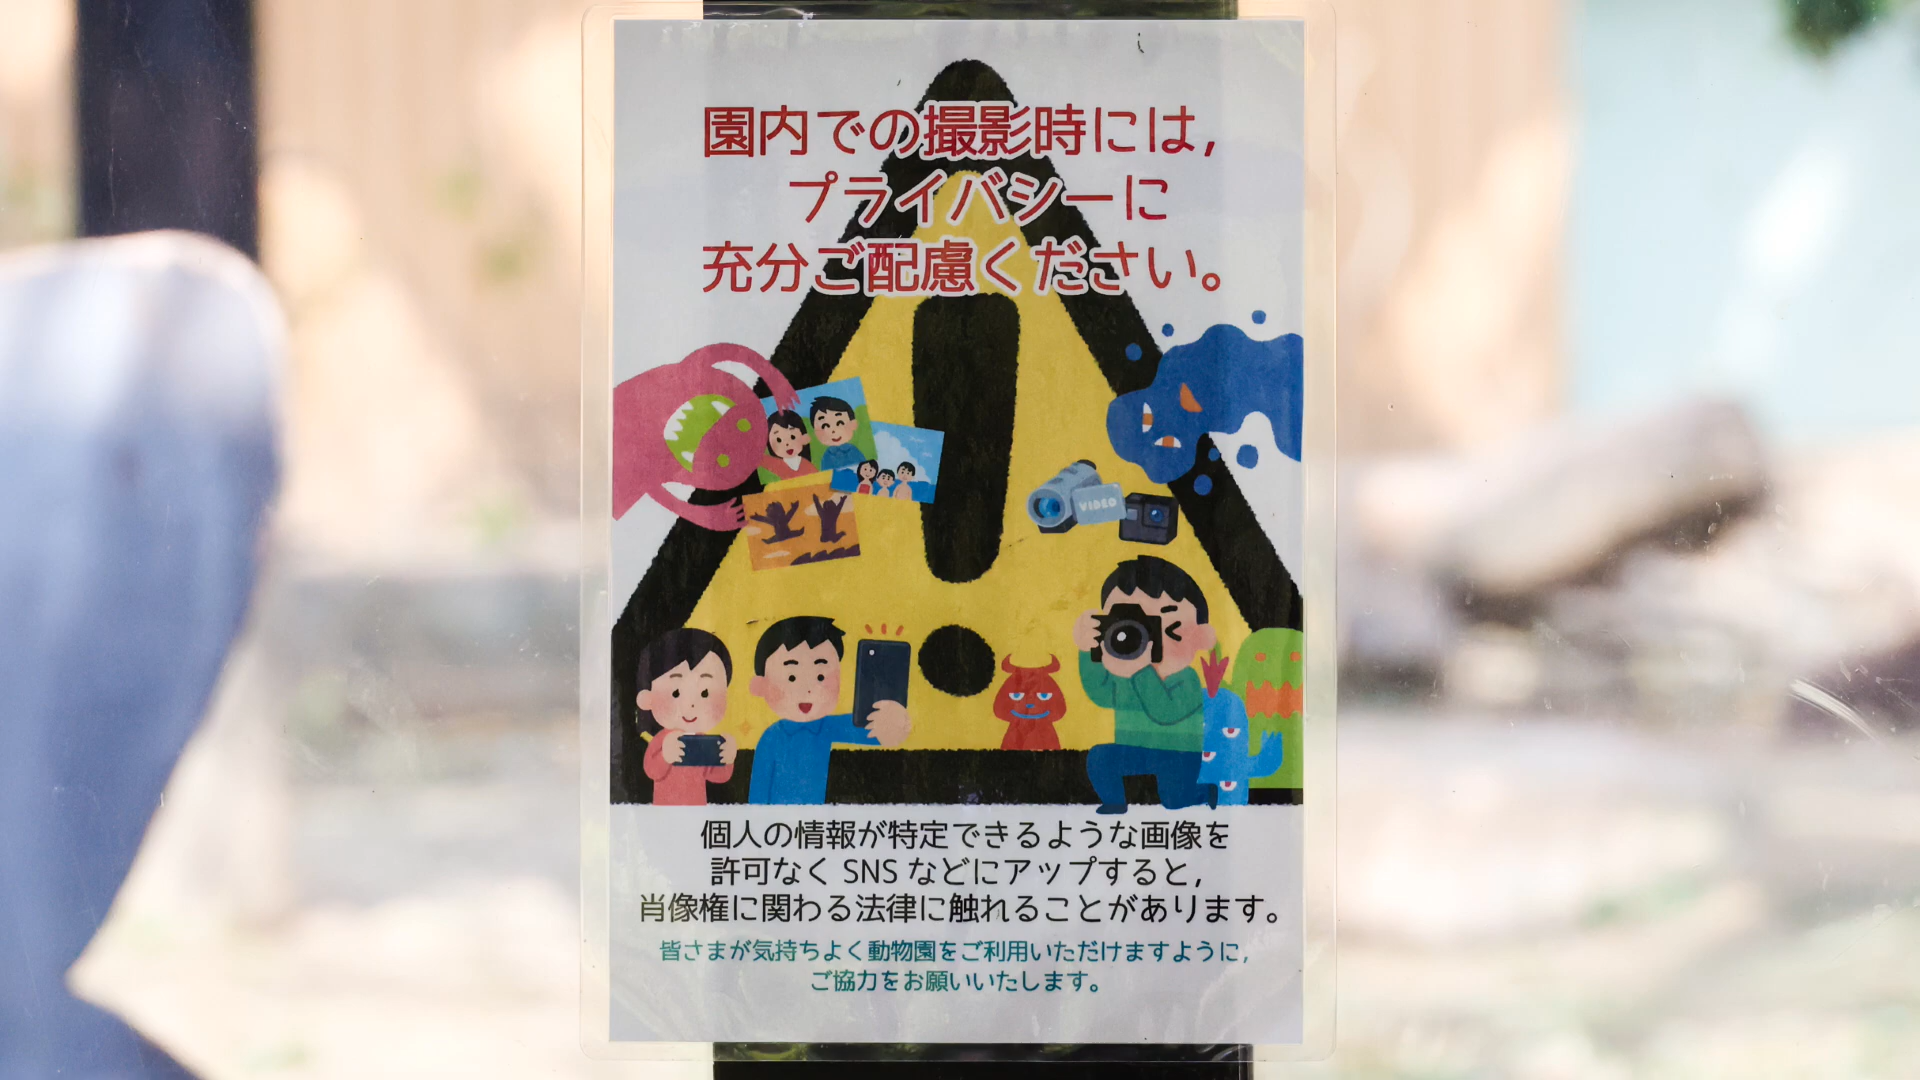 園内での撮影時には,
プライバシーに
充分ご配慮ください。
VIDEO
個人の情報が特定できるような画像を
許可なく SNS などにアップすると,
肖像権に関わる法律に触れることがあります。
皆さまが気持ちよく動物園をご利用いただけますように,
ご協力をお願いいたします。